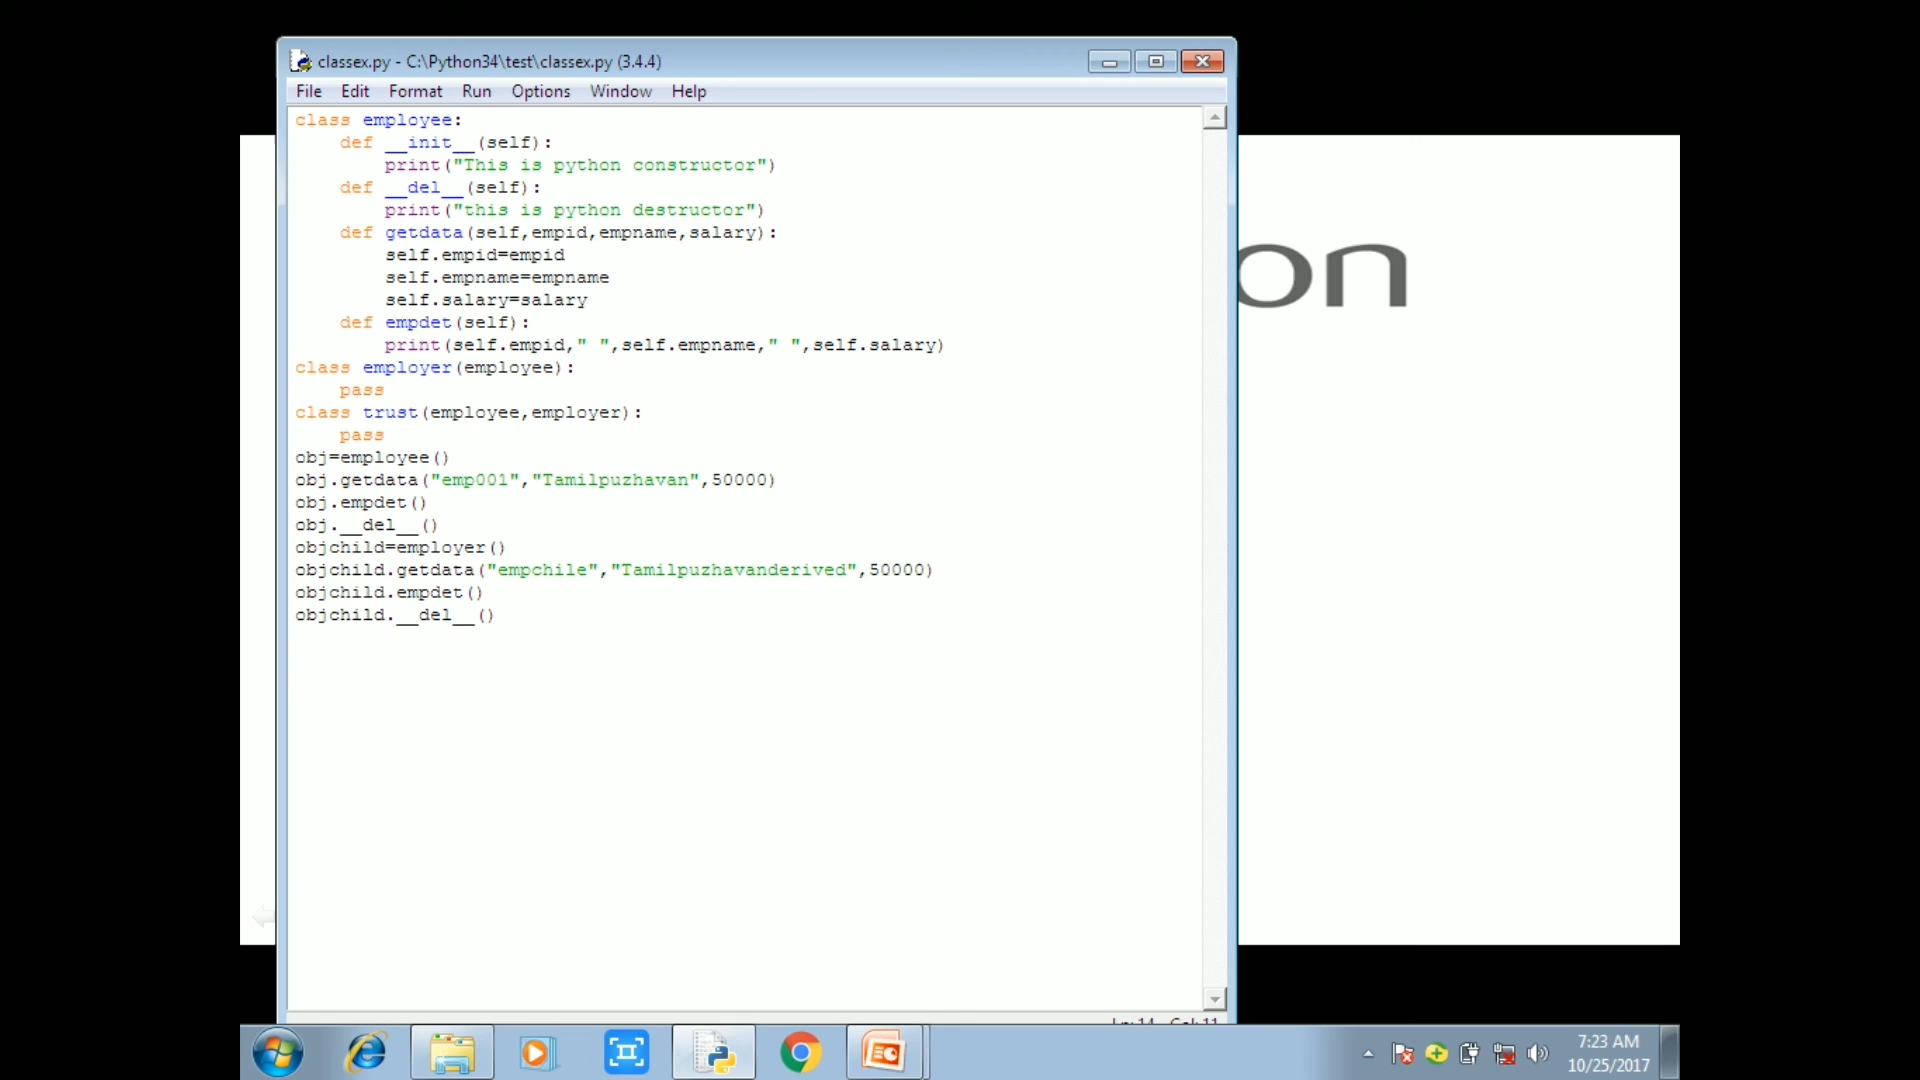 classex.py - C:\Python34\test\classex.py (3.4.4)
File Edit Format Run Options Window Help
class employee:
    def __init__(self):
        print("This is python constructor")
    def __del__(self):
        print("this is python destructor")
    def getdata(self,empid,empname,salary):
        self.empid=empid
        self.empname=empname
        self.salary=salary
    def empdet(self):
        print(self.empid," ",self.empname," ",self.salary)
class employer(employee):
    pass
class trust(employee,employer):
    pass
obj=employee()
obj.getdata("emp001","Tamilpuzhavan",50000)
obj.empdet()
obj.__del__()
objchild=employer()
objchild.getdata("empchile","Tamilpuzhavanderived",50000)
objchild.empdet()
objchild.__del__()
on
7:23 AM
10/25/2017